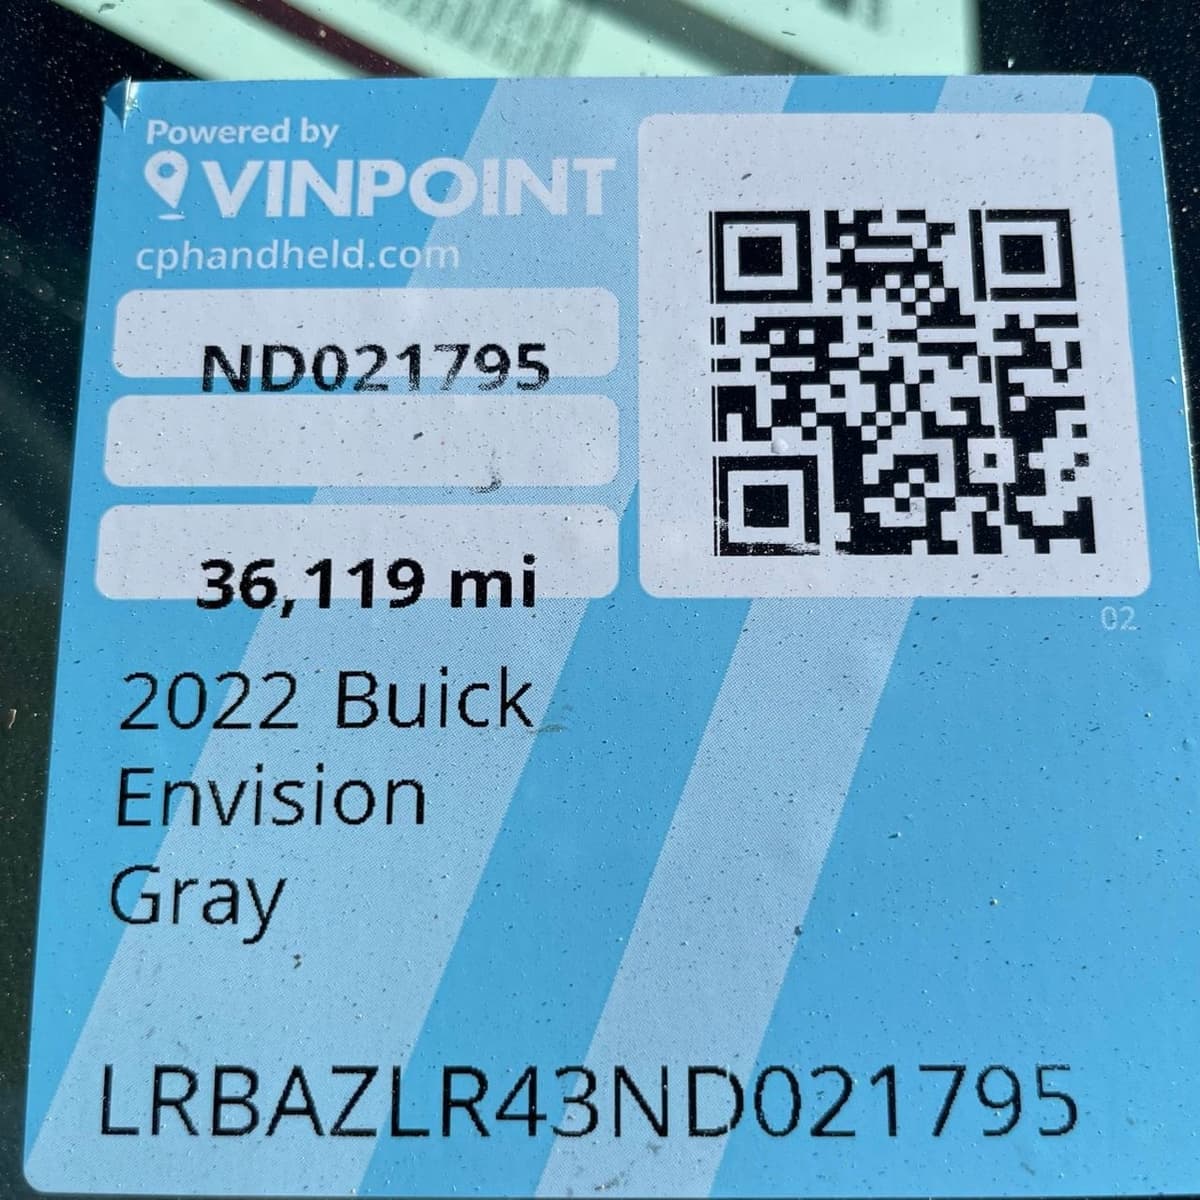 Powered by
VINPOINT
cphandheld.com
ND021795
36,119 mi
02
2022 Buick
Envision
Gray
LRBAZLR43ND021795